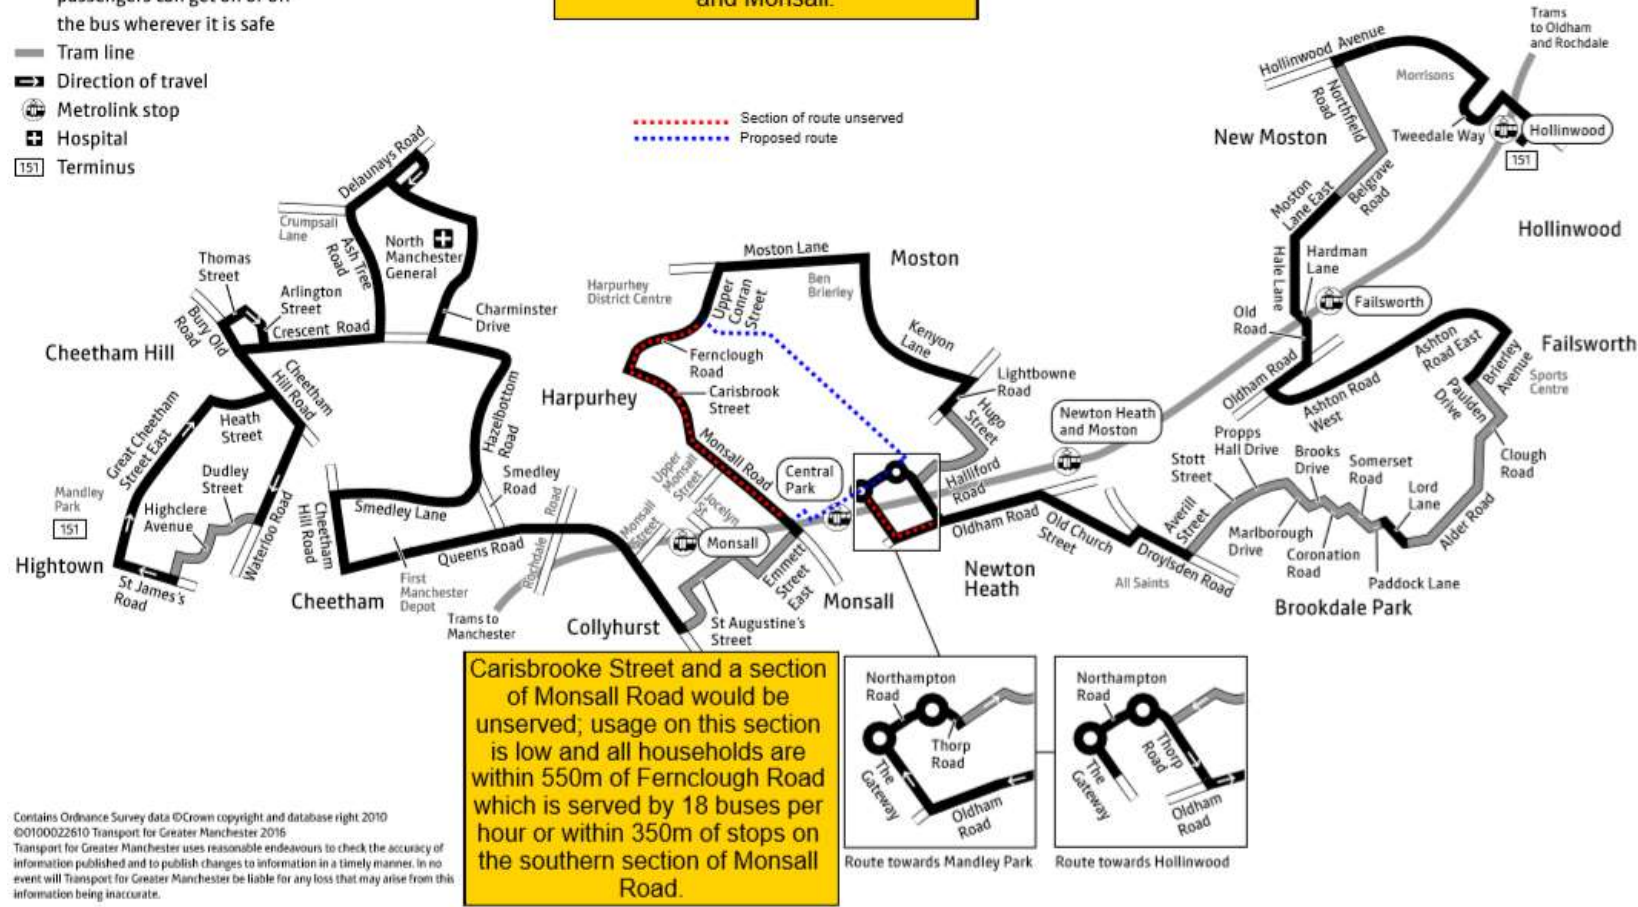 passengers can get on or off
the bus wherever it is safe
Tram line
Direction of travel
Metrolink stop
Hospital
151 Terminus
and Monsall.
Section of route unserved
Proposed route
Trams
to Oldham
and Rochdale
Hollinwood Avenue
Morrisons
Northfield
Road
New Moston
Tweedale Way
Hollinwood
151
Belgrave
Road
Moston
Lane East
Hollinwood
Hale Lane
Hardman
Lane
Failsworth
Old
Road
Oldham Road
Ashton
Road East
Ashton Road
West
Failsworth
Brierley
Avenue
Sports
Centre
Paulden
Drive
Clough
Road
Delaunays Road
Crumpsall
Lane
Ash Tree
Road
North
Manchester
General
Thomas
Street
Arlington
Street
Crescent Road
Charminster
Drive
Bury Old
Road
Cheetham Hill
Cheetham
Hill Road
Heath
Street
Great Cheetham
Street East
Dudley
Street
Mandley
Park
151
Highclere
Avenue
Waterloo Road
Hightown
St James's
Road
Hazelbottom
Road
Smedley
Road
Smedley Lane
Cheetham
Hill Road
Queens Road
Cheetham
First
Manchester
Depot
Rochdale
Road
Trams to
Manchester
Collyhurst
Moston Lane
Moston
Harpurhey
District Centre
Upper
Conran
Street
Ben
Brierley
Kenyon
Lane
Fernclough
Road
Harpurhey
Carisbrook
Street
Lightbowne
Road
Hugo
Street
Monsall Road
Upper
Monsall
Street
Jocelyn
St
Monsall
Street
Monsall
Central
Park
Newton Heath
and Moston
Halliford
Road
Oldham Road
Old Church
Street
Emmett
Street
East
Monsall
St Augustine's
Street
Newton
Heath
All Saints
Droylsden Road
Averill
Street
Stott
Street
Propps
Hall Drive
Brooks
Drive
Somerset
Road
Lord
Lane
Marlborough
Drive
Coronation
Road
Paddock Lane
Alder Road
Brookdale Park
Carisbrooke Street and a section
of Monsall Road would be
unserved; usage on this section
is low and all households are
within 550m of Fernclough Road
which is served by 18 buses per
hour or within 350m of stops on
the southern section of Monsall
Road.
Northampton
Road
Thorp
Road
The
Gateway
Oldham
Road
Route towards Mandley Park
Northampton
Road
Thorp
Road
The
Gateway
Oldham
Road
Route towards Hollinwood
Contains Ordnance Survey data ©Crown copyright and database right 2010
©0100022610 Transport for Greater Manchester 2016
Transport for Greater Manchester uses reasonable endeavours to check the accuracy of
information published and to publish changes to information in a timely manner. In no
event will Transport for Greater Manchester be liable for any loss that may arise from this
information being inaccurate.